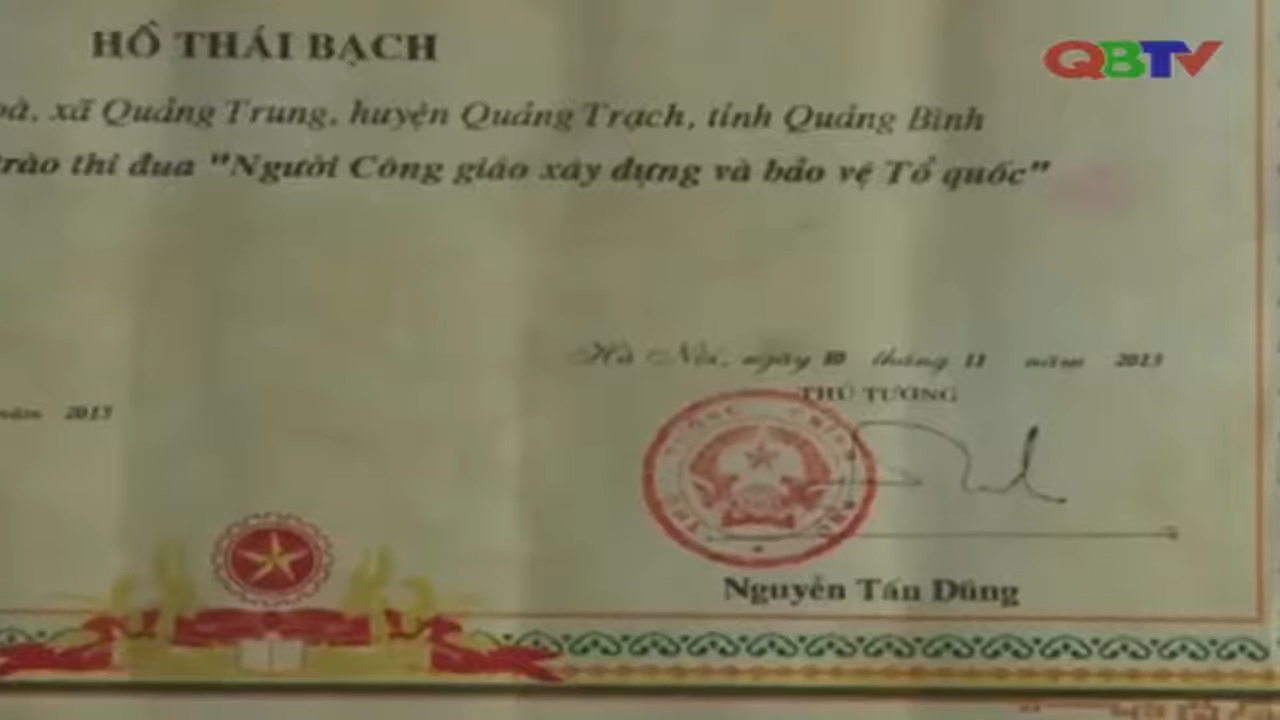 HỒ THÁI BẠCH
QBTV
xã Quảng Trung, huyện Quảng Trạch, tỉnh Quảng Bình
trào thi đua "Người Công giáo xây dựng và bảo vệ Tổ quốc"
Hà Nội, ngày 10 tháng 11 năm 2013
THỦ TƯỚNG
năm 2013
Nguyễn Tấn Dũng